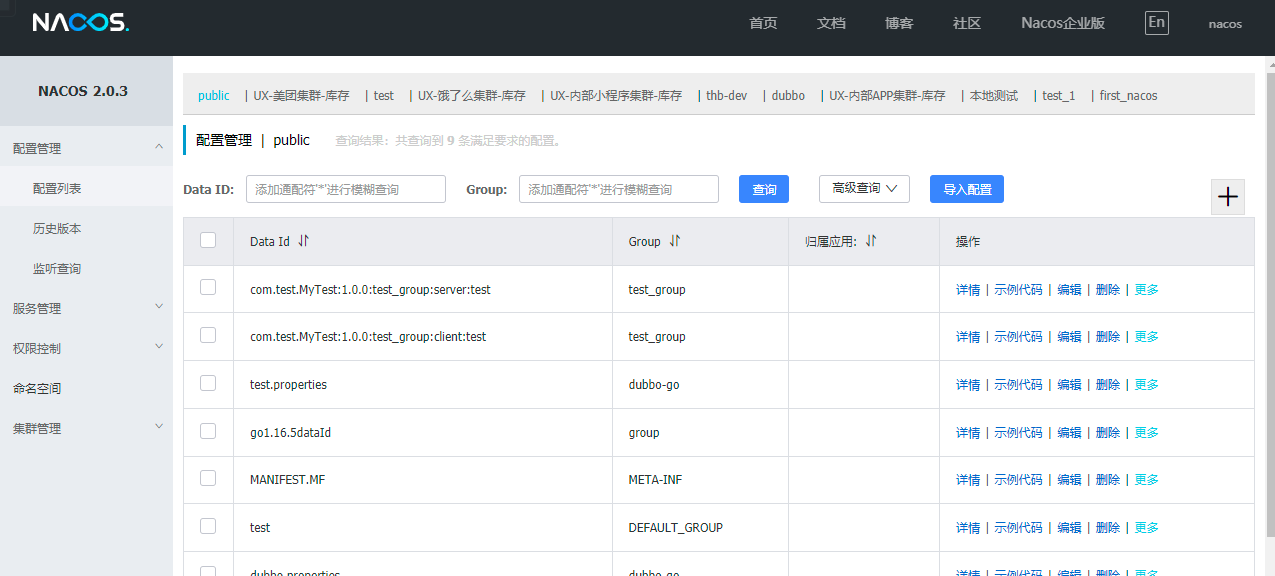 NACOS. 首页 文档 博客 社区 Nacos企业版 En nacos
NACOS 2.0.3
配置管理
配置列表
历史版本
监听查询
服务管理
权限控制
命名空间
集群管理
public | UX-美团集群-库存 | test | UX-饿了么集群-库存 | UX-内部小程序集群-库存 | thb-dev | dubbo | UX-内部APP集群-库存 | 本地测试 | test_1 | first_nacos
配置管理 | public 查询结果：共查询到 9 条满足要求的配置。
Data ID: 添加通配符'*'进行模糊查询 Group: 添加通配符'*'进行模糊查询 查询 高级查询 导入配置
Data Id Group 归属应用: 操作
com.test.MyTest:1.0.0:test_group:server:test test_group 详情 | 示例代码 | 编辑 | 删除 | 更多
com.test.MyTest:1.0.0:test_group:client:test test_group 详情 | 示例代码 | 编辑 | 删除 | 更多
test.properties dubbo-go 详情 | 示例代码 | 编辑 | 删除 | 更多
go1.16.5dataId group 详情 | 示例代码 | 编辑 | 删除 | 更多
MANIFEST.MF META-INF 详情 | 示例代码 | 编辑 | 删除 | 更多
test DEFAULT_GROUP 详情 | 示例代码 | 编辑 | 删除 | 更多
dubbo.properties dubbo-go 详情 | 示例代码 | 编辑 | 删除 | 更多